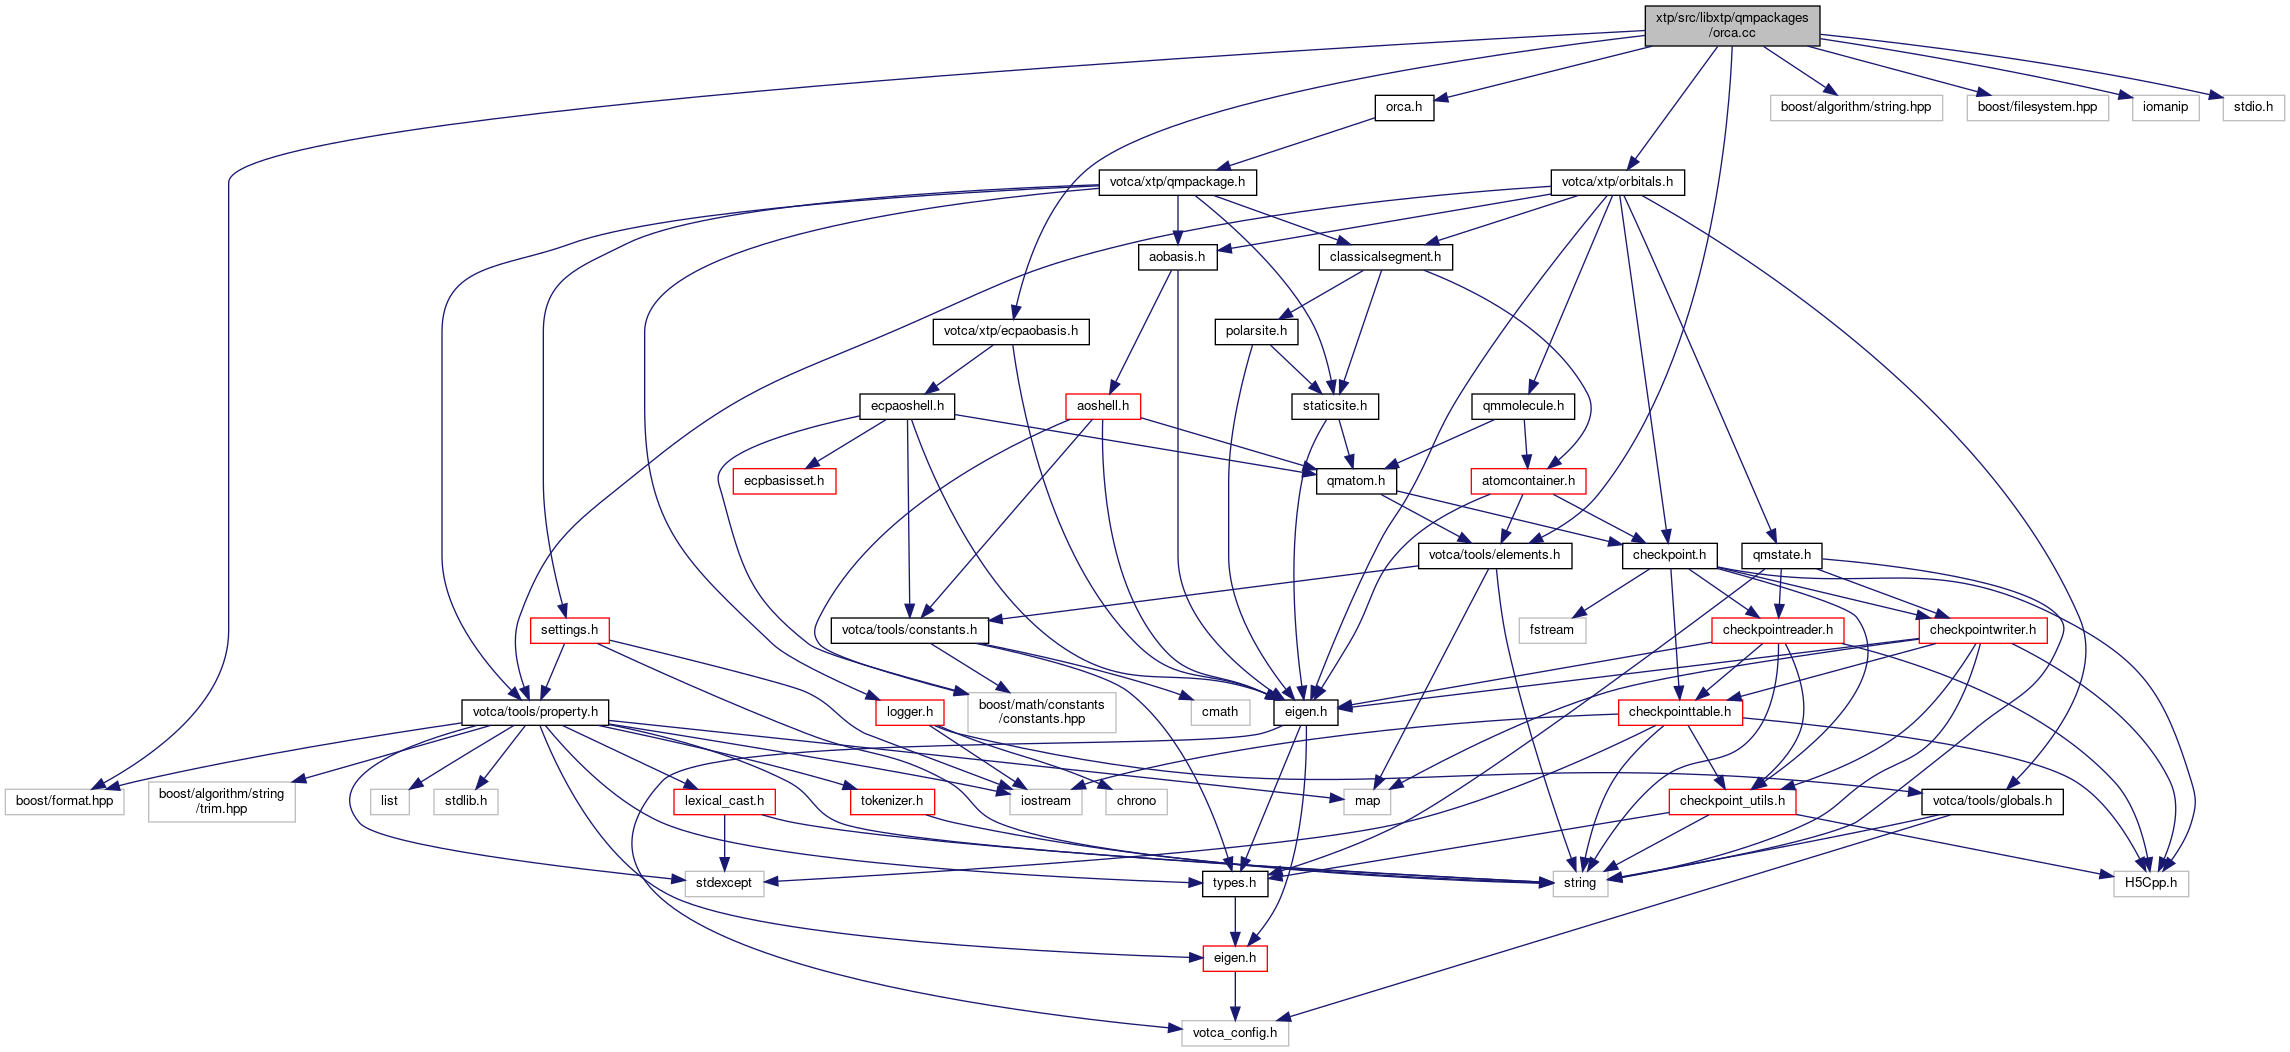 xtp/src/libxtp/qmpackages
/orca.cc
orca.h
boost/algorithm/string.hpp
boost/filesystem.hpp
iomanip
stdio.h
votca/xtp/qmpackage.h
votca/xtp/orbitals.h
aobasis.h
classicalsegment.h
votca/xtp/ecpaobasis.h
polarsite.h
ecpaoshell.h
aoshell.h
staticsite.h
qmmolecule.h
ecpbasisset.h
qmatom.h
atomcontainer.h
votca/tools/elements.h
checkpoint.h
qmstate.h
settings.h
votca/tools/constants.h
fstream
checkpointreader.h
checkpointwriter.h
votca/tools/property.h
logger.h
boost/math/constants
/constants.hpp
cmath
eigen.h
checkpointtable.h
boost/format.hpp
boost/algorithm/string
/trim.hpp
list
stdlib.h
lexical_cast.h
tokenizer.h
iostream
chrono
map
checkpoint_utils.h
votca/tools/globals.h
stdexcept
types.h
string
H5Cpp.h
eigen.h
votca_config.h